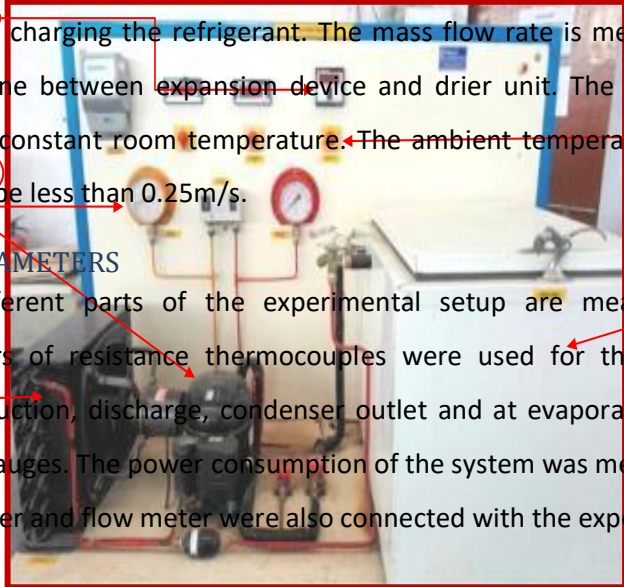 charging the refrigerant. The mass flow rate is me
ne between expansion device and drier unit. The
constant room temperature. The ambient tempera
be less than 0.25m/s.
AMETERS
ferent parts of the experimental setup are mea
rs of resistance thermocouples were used for th
uction, discharge, condenser outlet and at evapora
auges. The power consumption of the system was me
er and flow meter were also connected with the expe